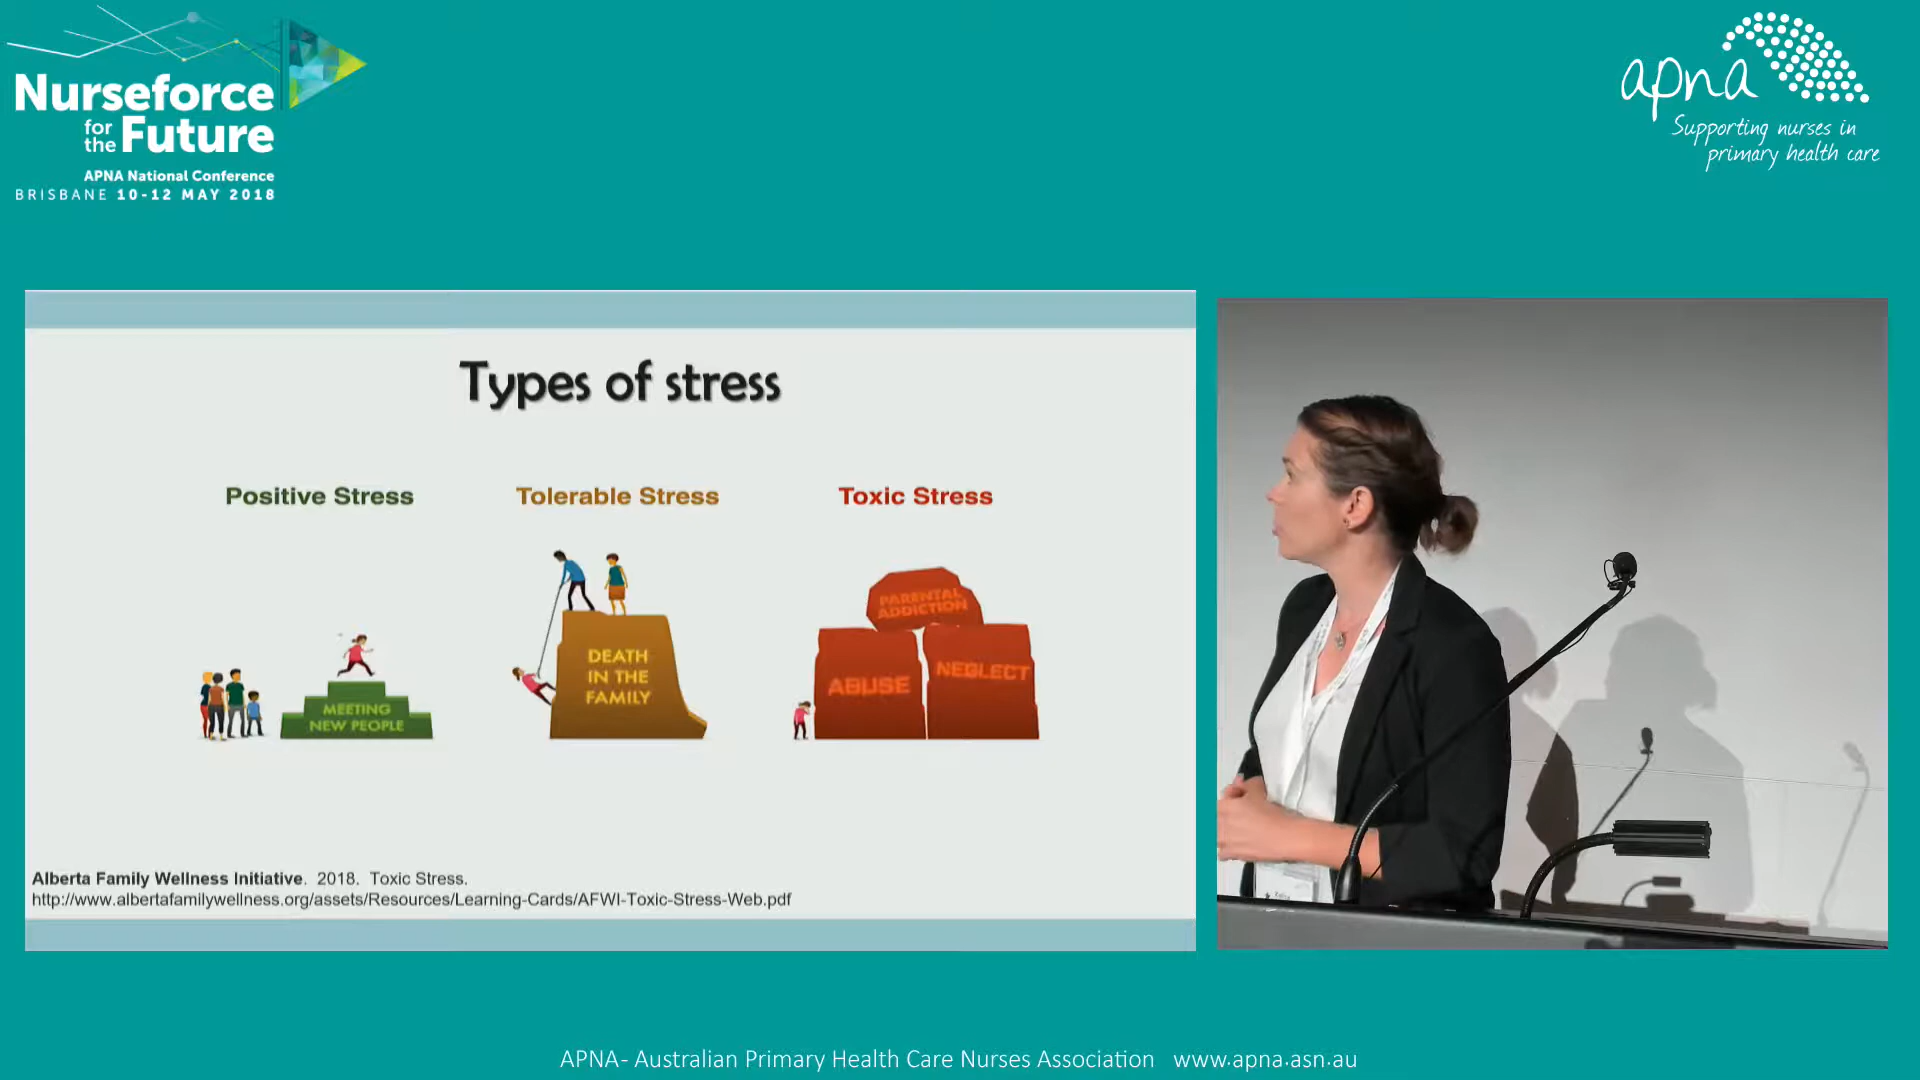 Nurseforce
for the Future
APNA National Conference
BRISBANE 10-12 MAY 2018
apna
Supporting nurses in
primary health care
Types of stress
Positive Stress
Tolerable Stress
Toxic Stress
MEETING
NEW PEOPLE
DEATH
IN THE
FAMILY
PARENTAL
ADDICTION
ABUSE
NEGLECT
Alberta Family Wellness Initiative. 2018. Toxic Stress.
http://www.albertafamilywellness.org/assets/Resources/Learning-Cards/AFWI-Toxic-Stress-Web.pdf
APNA- Australian Primary Health Care Nurses Association www.apna.asn.au